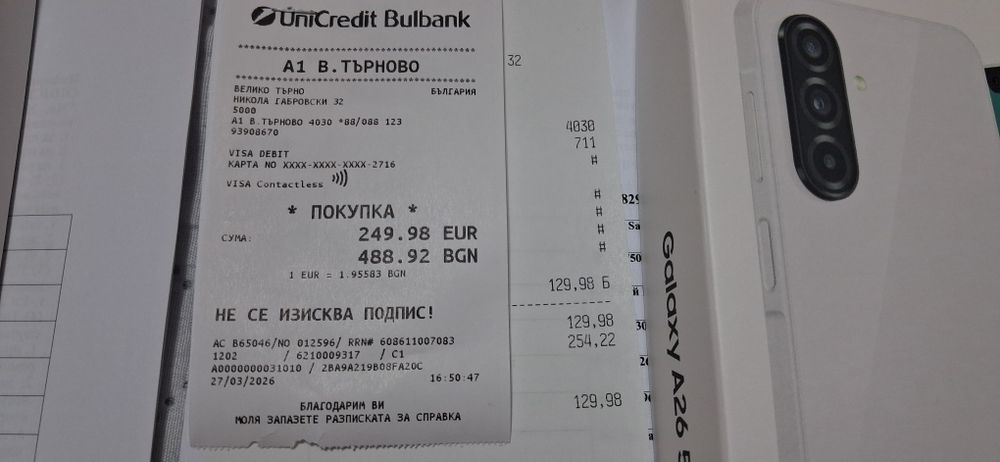 UniCredit Bulbank
А1 В.ТЪРНОВО
ВЕЛИКО ТЪРНО БЪЛГАРИЯ
НИКОЛА ГАБРОВСКИ 32
5000
А1 В.ТЪРНОВО 4030 *88/088 123
93908670
VISA DEBIT
КАРТА NO XXXX-XXXX-XXXX-2716
VISA Contactless
* ПОКУПКА *
СУМА: 249.98 EUR
488.92 BGN
1 EUR = 1.95583 BGN
НЕ СЕ ИЗИСКВА ПОДПИС!
AC B65046/NO 012596/ RRN# 608611007083
1202 / 6210009317 / C1
A0000000031010 / 2BA9A219B08FA20C
27/03/2026 16:50:47
БЛАГОДАРИМ ВИ
МОЛЯ ЗАПАЗЕТЕ РАЗПИСКАТА ЗА СПРАВКА
32
4030
711
#
#
#
#
#
129,98 Б
129,98
254,22
129,98
829
Sa
Galaxy A26